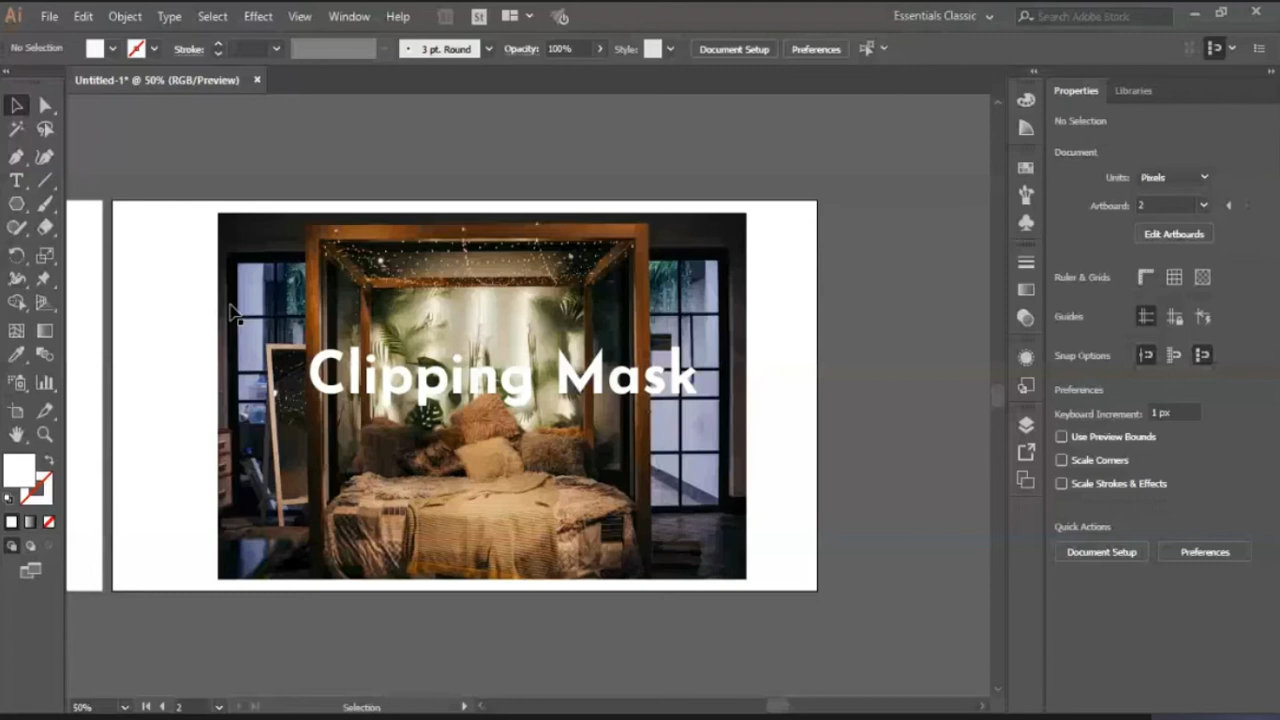 Ai File Edit Object Type Select Effect View Window Help St Essentials Classic Search Adobe Stock
No Selection Stroke: 3 pt. Round Opacity: 100% Style: Document Setup Preferences
Untitled-1* @ 50% (RGB/Preview)
Properties Libraries
No Selection
Document
Units: Pixels
Artboard: 2
Edit Artboards
Ruler & Grids
Guides
Snap Options
Preferences
Keyboard Increment: 1 px
Use Preview Bounds
Scale Corners
Scale Strokes & Effects
Quick Actions
Document Setup Preferences
Clipping Mask
50% 2 Selection